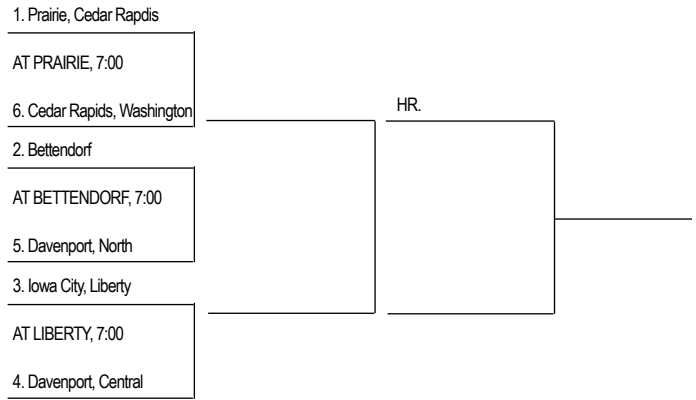 1. Prairie, Cedar Rapdis
AT PRAIRIE, 7:00
6. Cedar Rapids, Washington
HR.
2. Bettendorf
AT BETTENDORF, 7:00
5. Davenport, North
3. Iowa City, Liberty
AT LIBERTY, 7:00
4. Davenport, Central